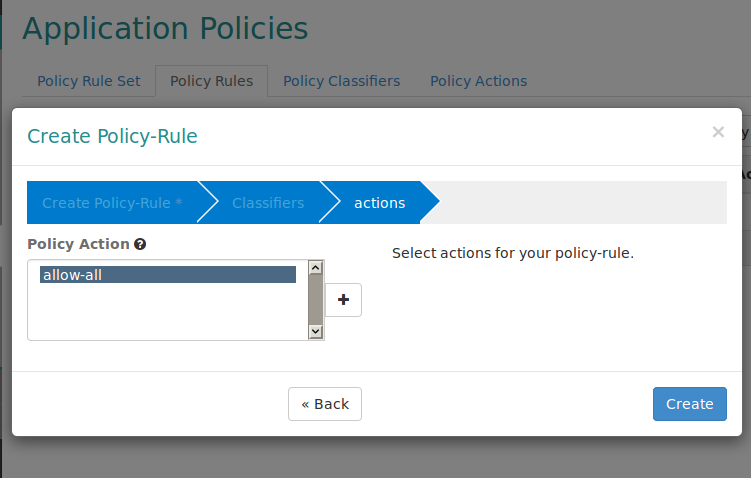 Application Policies
Policy Rule Set Policy Rules Policy Classifiers Policy Actions
Create Policy-Rule ×
Create Policy-Rule * Classifiers actions
Policy Action ?
Select actions for your policy-rule.
allow-all
+
« Back Create